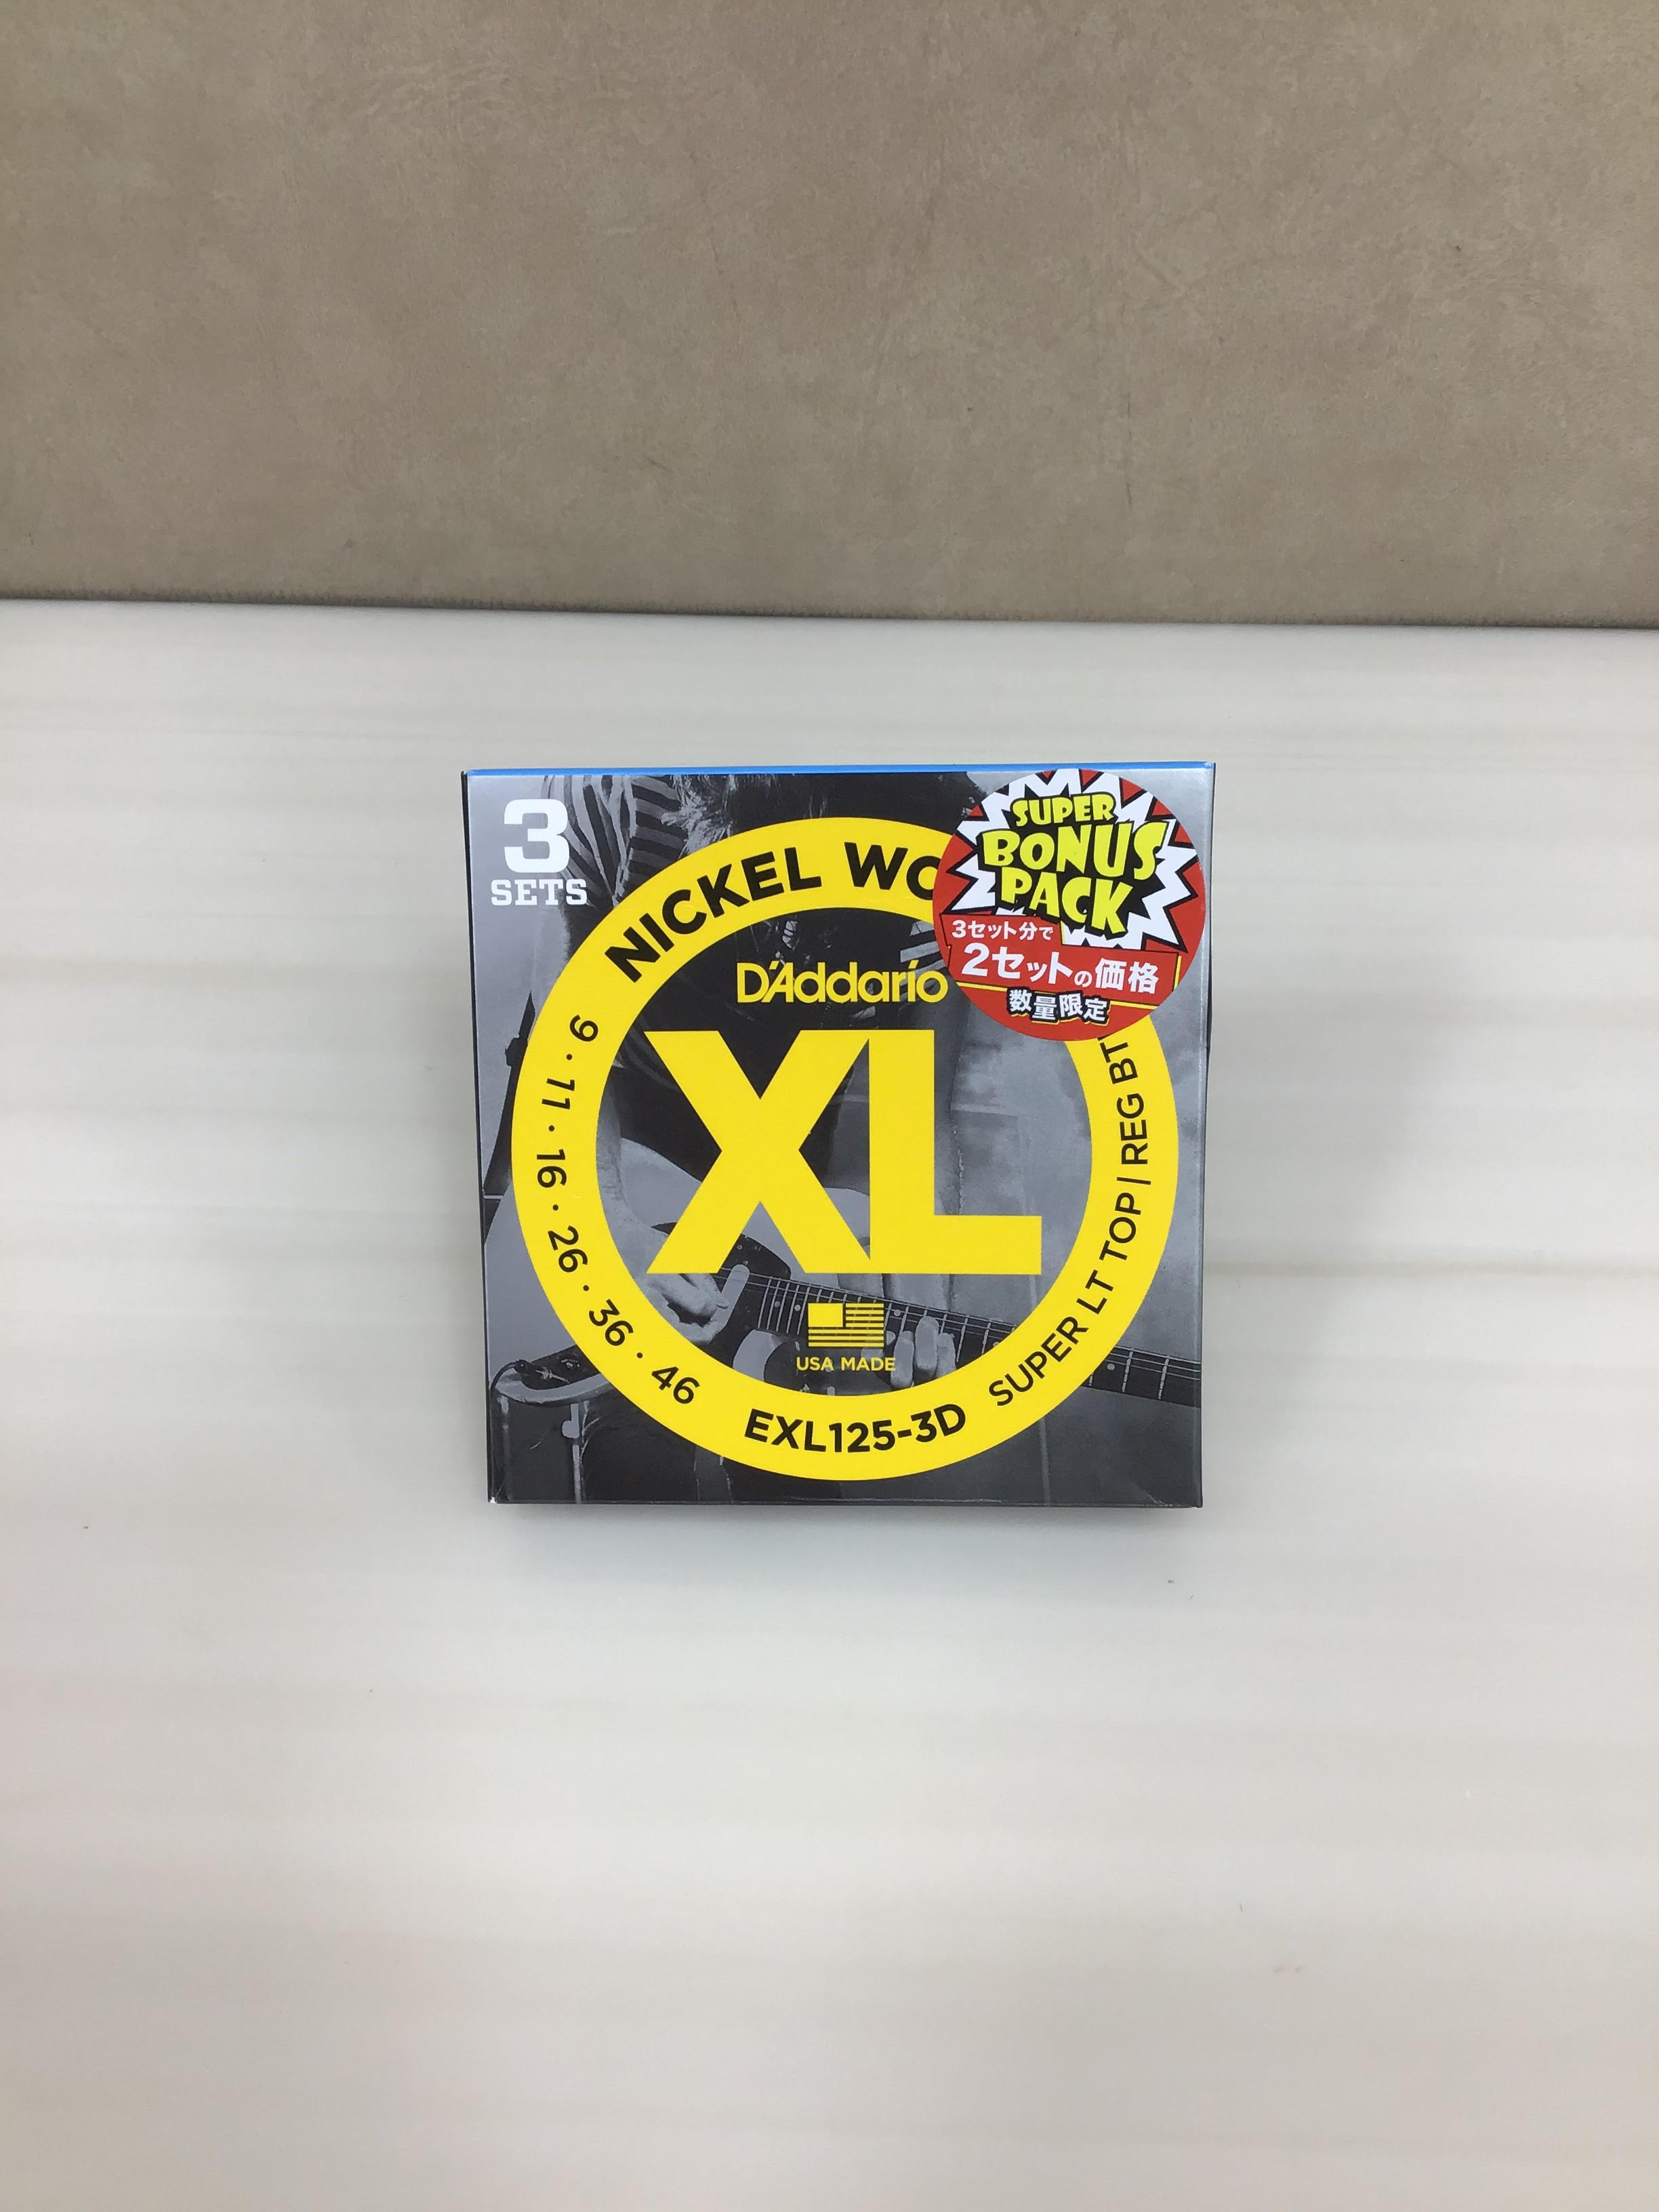 3
SETS
NICKEL
D'Addario
XL
USA MADE
9 · 11 · 16 · 26 · 36 · 46
EXL125-3D
SUPER LT TOP | REG
SUPER
BONUS
PACK
3セット分で
2セットの価格
数量限定